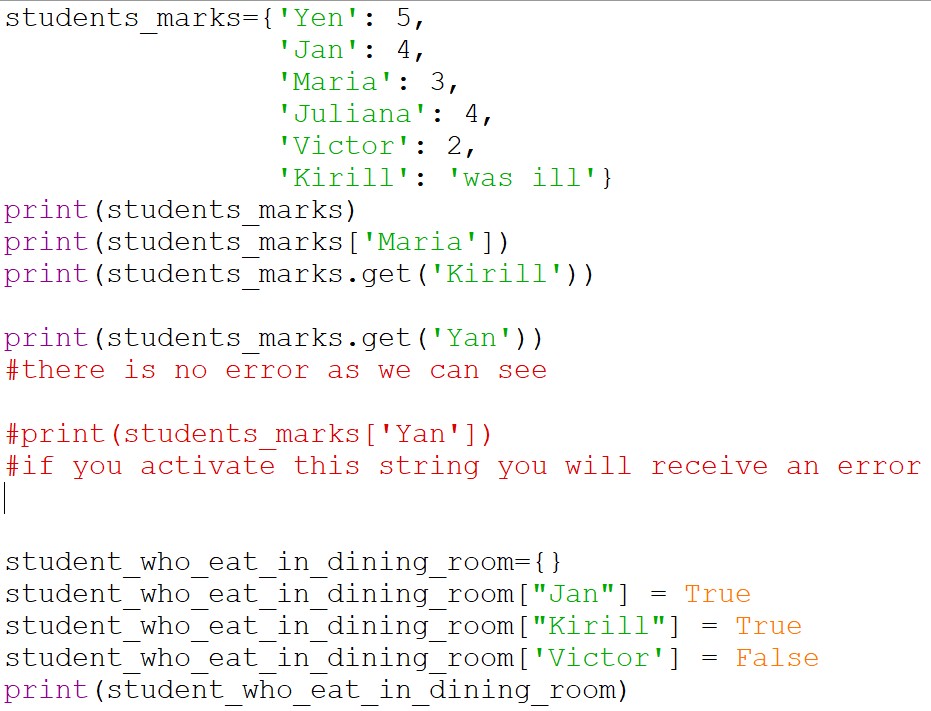 students_marks={'Yen': 5,
                'Jan': 4,
                'Maria': 3,
                'Juliana': 4,
                'Victor': 2,
                'Kirill': 'was ill'}
print(students_marks)
print(students_marks['Maria'])
print(students_marks.get('Kirill'))

print(students_marks.get('Yan'))
#there is no error as we can see

#print(students_marks['Yan'])
#if you activate this string you will receive an error

student_who_eat_in_dining_room={}
student_who_eat_in_dining_room["Jan"] = True
student_who_eat_in_dining_room["Kirill"] = True
student_who_eat_in_dining_room['Victor'] = False
print(student_who_eat_in_dining_room)